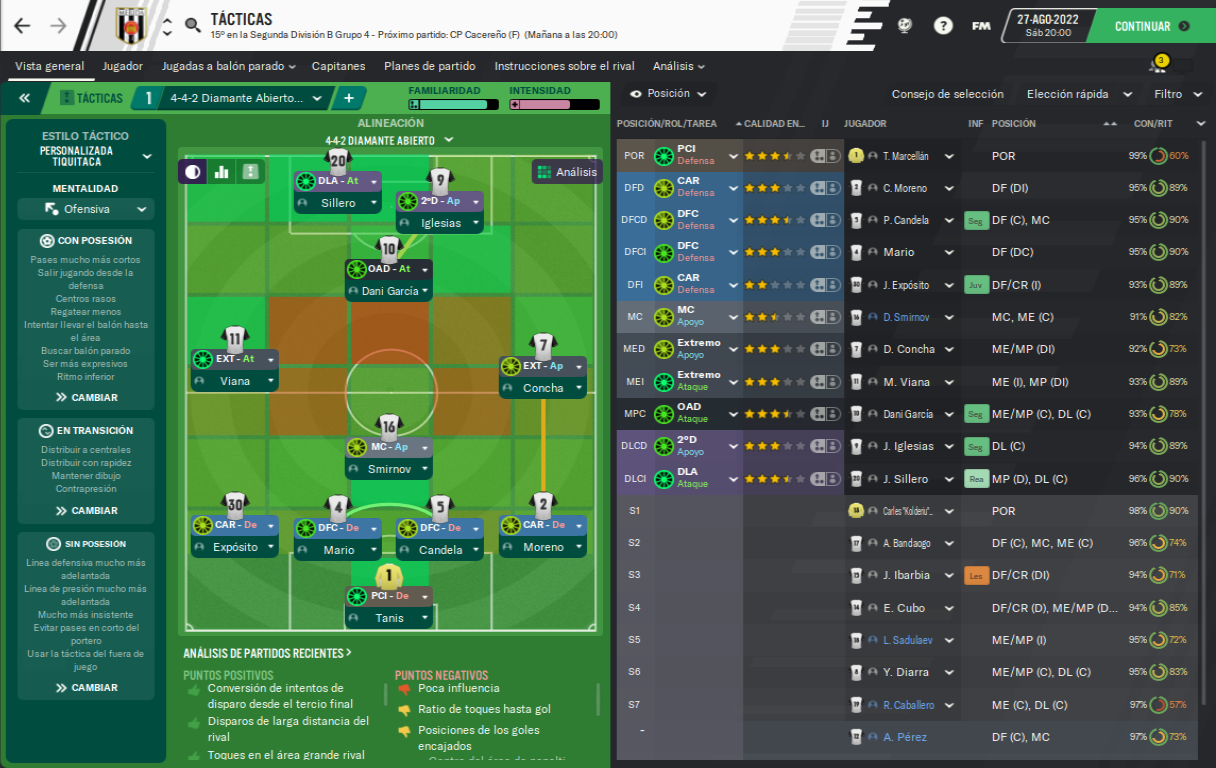 TÁCTICAS
15º en la Segunda División B Grupo 4 - Próximo partido: CP Cacereño (F) (Mañana a las 20:00)
?
FM
27-AGO-2022
Sáb 20:00
CONTINUAR
Vista general
Jugador
Jugadas a balón parado
Capitanes
Planes de partido
Instrucciones sobre el rival
Análisis
3
TÁCTICAS
1
4-4-2 Diamante Abierto...
+
FAMILIARIDAD
INTENSIDAD
ESTILO TÁCTICO
PERSONALIZADA
TIQUITACA
MENTALIDAD
Ofensiva
CON POSESIÓN
Pases mucho más cortos
Salir jugando desde la
defensa
Centros rasos
Regatear menos
Intentar llevar el balón hasta
el área
Buscar balón parado
Ser más expresivos
Ritmo inferior
CAMBIAR
EN TRANSICIÓN
Distribuir a centrales
Distribuir con rapidez
Mantener dibujo
Contrapresión
CAMBIAR
SIN POSESIÓN
Linea defensiva mucho más
adelantada
Linea de presión mucho más
adelantada
Mucho más insistente
Evitar pases en corto del
portero
Usar la táctica del fuera de
juego
CAMBIAR
ALINEACIÓN
4-4-2 DIAMANTE ABIERTO
Análisis
20
DLA - At
Sillero
9
2ºD - Ap
Iglesias
10
OAD - At
Dani García
11
EXT - At
Viana
7
EXT - Ap
Concha
16
MC - Ap
Smirnov
30
CAR - De
Expósito
4
DFC - De
Mario
5
DFC - De
Candela
2
CAR - De
Moreno
1
PCI - De
Tanis
ANÁLISIS DE PARTIDOS RECIENTES >
PUNTOS POSITIVOS
Conversión de intentos de
disparo desde el tercio final
Disparos de larga distancia del
rival
Toques en el área grande rival
PUNTOS NEGATIVOS
Poca influencia
Ratio de toques hasta gol
Posiciones de los goles
encajados
Posición
Consejo de selección
Elección rápida
Filtro
POSICIÓN/ROL/TAREA
CALIDAD EN...
IJ
JUGADOR
INF
POSICIÓN
CON/RIT
POR PCI Defensa T. Marcellán POR 99% 60%
DFD CAR Defensa C. Moreno DF (DI) 95% 89%
DFCD DFC Defensa P. Candela Seg DF (C), MC 95% 90%
DFCI DFC Defensa Mario DF (DC) 95% 90%
DFI CAR Defensa J. Expósito Juv DF/CR (I) 93% 89%
MC MC Apoyo D. Smirnov MC, ME (C) 91% 82%
MED Extremo Apoyo D. Concha ME/MP (DI) 92% 73%
MEI Extremo Ataque M. Viana ME (I), MP (DI) 93% 89%
MPC OAD Ataque Dani García Seg ME/MP (C), DL (C) 93% 78%
DLCD 2ºD Apoyo J. Iglesias Seg DL (C) 94% 89%
DLCI DLA Ataque J. Sillero Rea MP (D), DL (C) 96% 90%
S1 POR 98% 90%
S2 A. Bandaogo DF (C), MC, ME (C) 96% 74%
S3 J. Ibarbia Les DF/CR (DI) 94% 71%
S4 E. Cubo DF/CR (D), ME/MP (D... 94% 85%
S5 L. Sadulaev ME/MP (I) 95% 72%
S6 Y. Diarra ME/MP (C), DL (C) 95% 83%
S7 R. Caballero ME (C), DL (C) 97% 57%
- A. Pérez DF (C), MC 97% 73%